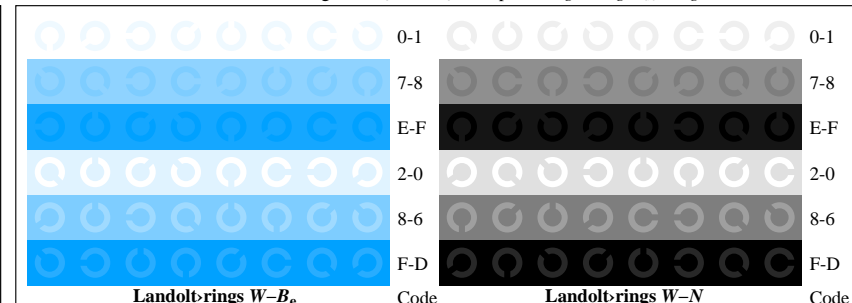 0-1 0-1
7-8 7-8
E-F E-F
2-0 2-0
8-6 8-6
F-D F-D
Landolt›rings W–Be Code Landolt›rings W–N Code